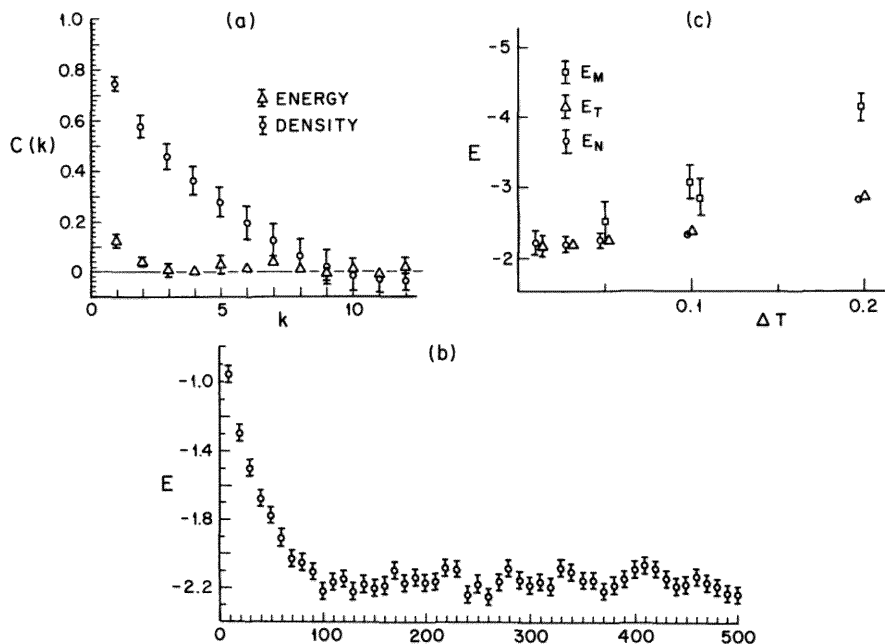 (a)
1.0
0.8
0.6
C(k)
0.4
0.2
0
ENERGY
DENSITY
0 5 10
k
(c)
-5
-4
E
-3
-2
E_M
E_T
E_N
0.1 0.2
ΔT
(b)
-1.0
-1.4
E
-1.8
-2.2
0 100 200 300 400 500